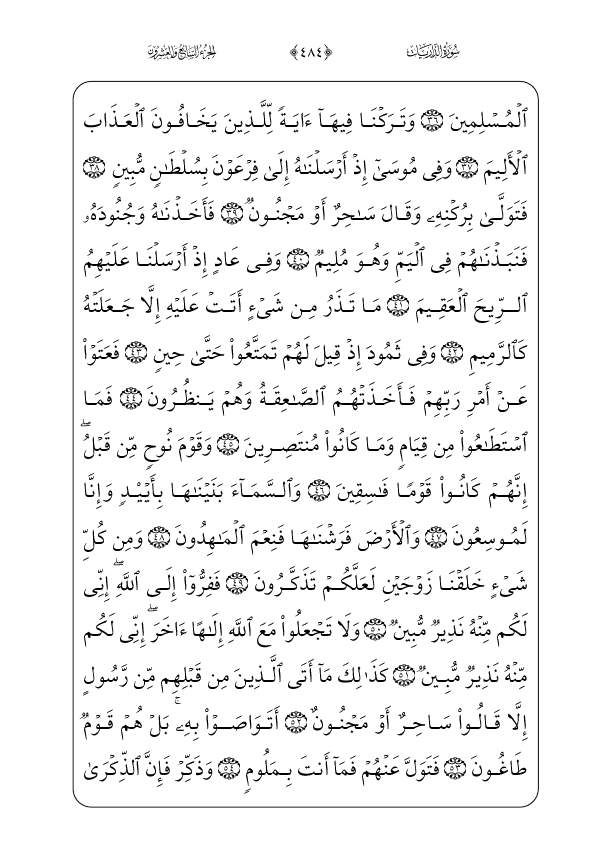 سُورَةُ الذَّارِيَاتِ ﴿٤٨٤﴾ الجزء السابع والعشرون
ٱلْمُسْلِمِينَ ٣٦ وَتَرَكْنَا فِيهَآ ءَايَةً لِّلَّذِينَ يَخَافُونَ ٱلْعَذَابَ
ٱلْأَلِيمَ ٣٧ وَفِى مُوسَىٰٓ إِذْ أَرْسَلْنَٰهُ إِلَىٰ فِرْعَوْنَ بِسُلْطَٰنٍ مُّبِينٍ ٣٨
فَتَوَلَّىٰ بِرُكْنِهِۦ وَقَالَ سَٰحِرٌ أَوْ مَجْنُونٌ ٣٩ فَأَخَذْنَٰهُ وَجُنُودَهُۥ
فَنَبَذْنَٰهُمْ فِى ٱلْيَمِّ وَهُوَ مُلِيمٌ ٤٠ وَفِى عَادٍ إِذْ أَرْسَلْنَا عَلَيْهِمُ
ٱلرِّيحَ ٱلْعَقِيمَ ٤١ مَا تَذَرُ مِن شَىْءٍ أَتَتْ عَلَيْهِ إِلَّا جَعَلَتْهُ
كَٱلرَّمِيمِ ٤٢ وَفِى ثَمُودَ إِذْ قِيلَ لَهُمْ تَمَتَّعُوا۟ حَتَّىٰ حِينٍ ٤٣ فَعَتَوْا۟
عَنْ أَمْرِ رَبِّهِمْ فَأَخَذَتْهُمُ ٱلصَّٰعِقَةُ وَهُمْ يَنظُرُونَ ٤٤ فَمَا
ٱسْتَطَٰعُوا۟ مِن قِيَامٍ وَمَا كَانُوا۟ مُنتَصِرِينَ ٤٥ وَقَوْمَ نُوحٍ مِّن قَبْلُ ۖ
إِنَّهُمْ كَانُوا۟ قَوْمًا فَٰسِقِينَ ٤٦ وَٱلسَّمَآءَ بَنَيْنَٰهَا بِأَيْي۟دٍ وَإِنَّا
لَمُوسِعُونَ ٤٧ وَٱلْأَرْضَ فَرَشْنَٰهَا فَنِعْمَ ٱلْمَٰهِدُونَ ٤٨ وَمِن كُلِّ
شَىْءٍ خَلَقْنَا زَوْجَيْنِ لَعَلَّكُمْ تَذَكَّرُونَ ٤٩ فَفِرُّوٓا۟ إِلَى ٱللَّهِ ۖ إِنِّى
لَكُم مِّنْهُ نَذِيرٌ مُّبِينٌ ٥٠ وَلَا تَجْعَلُوا۟ مَعَ ٱللَّهِ إِلَٰهًا ءَاخَرَ ۖ إِنِّى لَكُم
مِّنْهُ نَذِيرٌ مُّبِينٌ ٥١ كَذَٰلِكَ مَآ أَتَى ٱلَّذِينَ مِن قَبْلِهِم مِّن رَّسُولٍ
إِلَّا قَالُوا۟ سَاحِرٌ أَوْ مَجْنُونٌ ٥٢ أَتَوَاصَوْا۟ بِهِۦ ۚ بَلْ هُمْ قَوْمٌ
طَاغُونَ ٥٣ فَتَوَلَّ عَنْهُمْ فَمَآ أَنتَ بِمَلُومٍ ٥٤ وَذَكِّرْ فَإِنَّ ٱلذِّكْرَىٰ